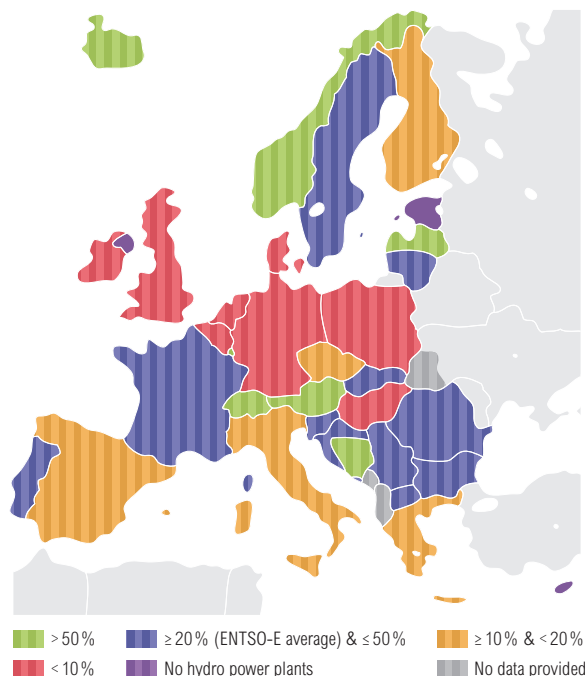 > 50 % ≥ 20 % (ENTSO-E average) & ≤ 50 % ≥ 10 % & < 20 %
< 10 % No hydro power plants No data provided